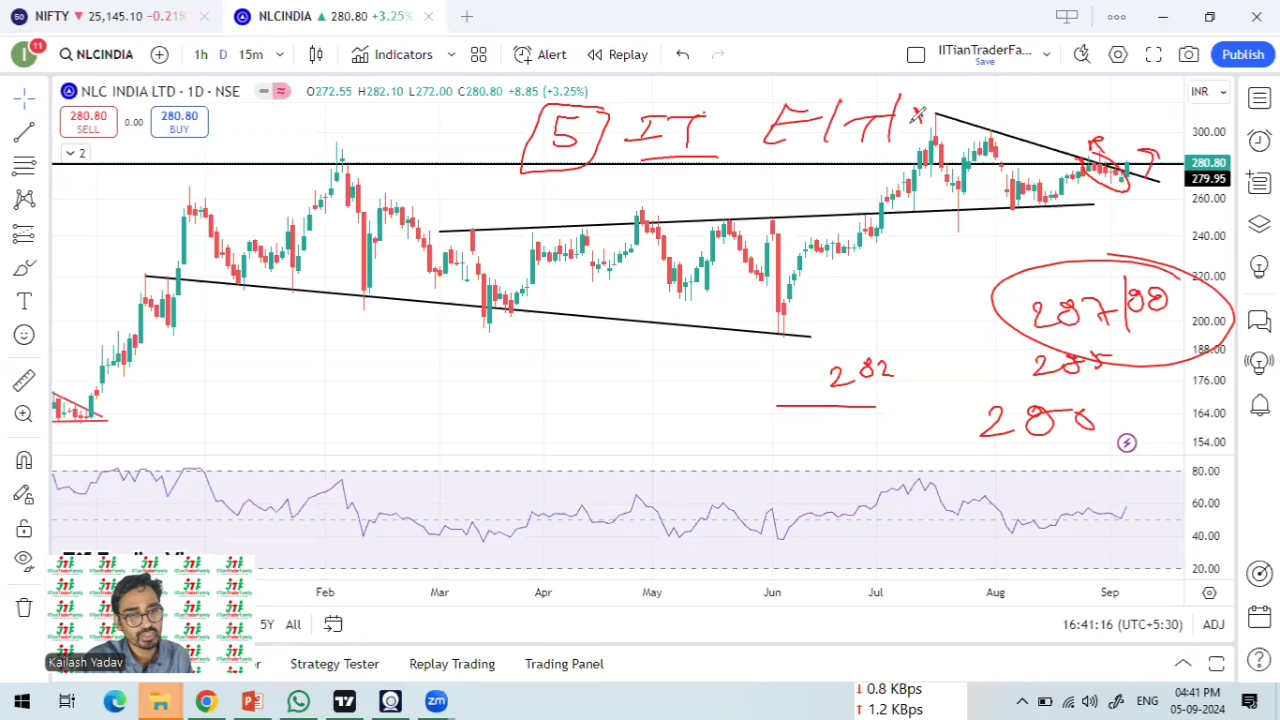 NIFTY 25,145.10 −0.21%
NLCINDIA 280.80 +3.25%
11
NLCINDIA 1h D 15m Indicators Alert Replay IITianTraderFa... Save Publish
NLC INDIA LTD · 1D · NSE O272.55 H282.10 L272.00 C280.80 +8.85 (+3.25%) INR
280.80 SELL 0.00 280.80 BUY
2
5 IT E/T/
R
300.00
280.80
279.95
260.00
240.00
220.00
287/88
200.00
188.00
285
282
176.00
280
164.00
154.00
80.00
60.00
40.00
20.00
Feb Mar Apr May Jun Jul Aug Sep
5Y All 16:41:16 (UTC+5:30) ADJ
Kailash Yadav
Strategy Tester Replay Trading Trading Panel
0.8 KBps
1.2 KBps
ENG
04:41 PM
05-09-2024